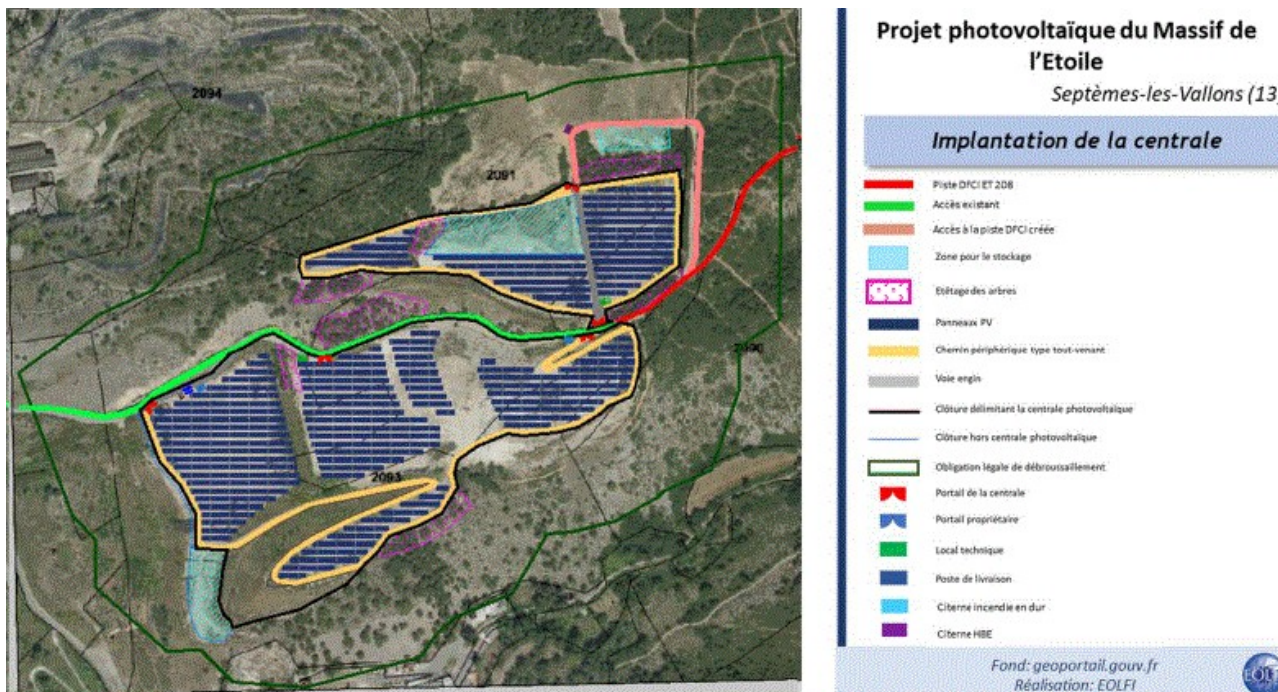 2094
2091
2093
Projet photovoltaïque du Massif de
l'Etoile
Septèmes-les-Vallons (13)
Implantation de la centrale
Piste DFCI ET 208
Accès existant
Accès à la piste DFCI créée
Zone pour le stockage
Etêtage des arbres
Panneaux PV
Chemin périphérique type tout-venant
Voie engin
Clôture délimitant la centrale photovoltaïque
Clôture hors centrale photovoltaïque
Obligation légale de débroussaillement
Portail de la centrale
Portail propriétaire
Local technique
Poste de livraison
Citerne incendie en dur
Citerne HBE
Fond: geoportail.gouv.fr
Réalisation: EOLFI